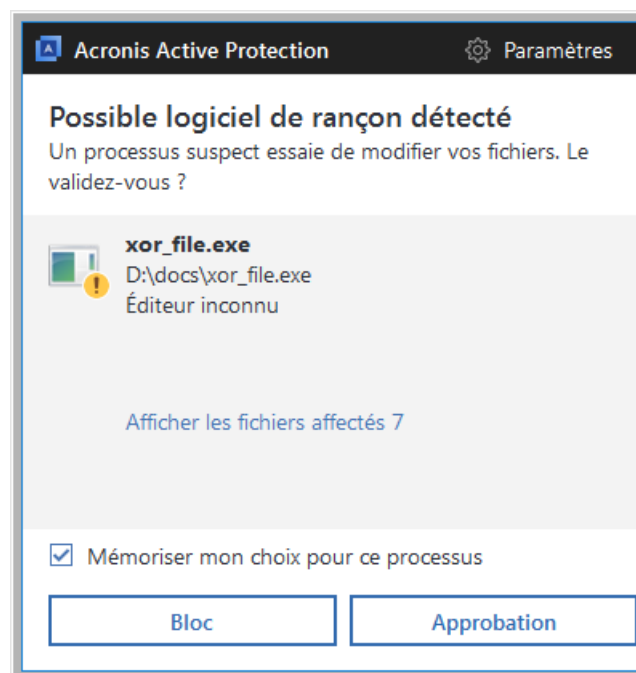 Acronis Active Protection
Paramètres
Possible logiciel de rançon détecté
Un processus suspect essaie de modifier vos fichiers. Le
validez-vous ?
xor_file.exe
D:\docs\xor_file.exe
Éditeur inconnu
Afficher les fichiers affectés 7
Mémoriser mon choix pour ce processus
Bloc
Approbation